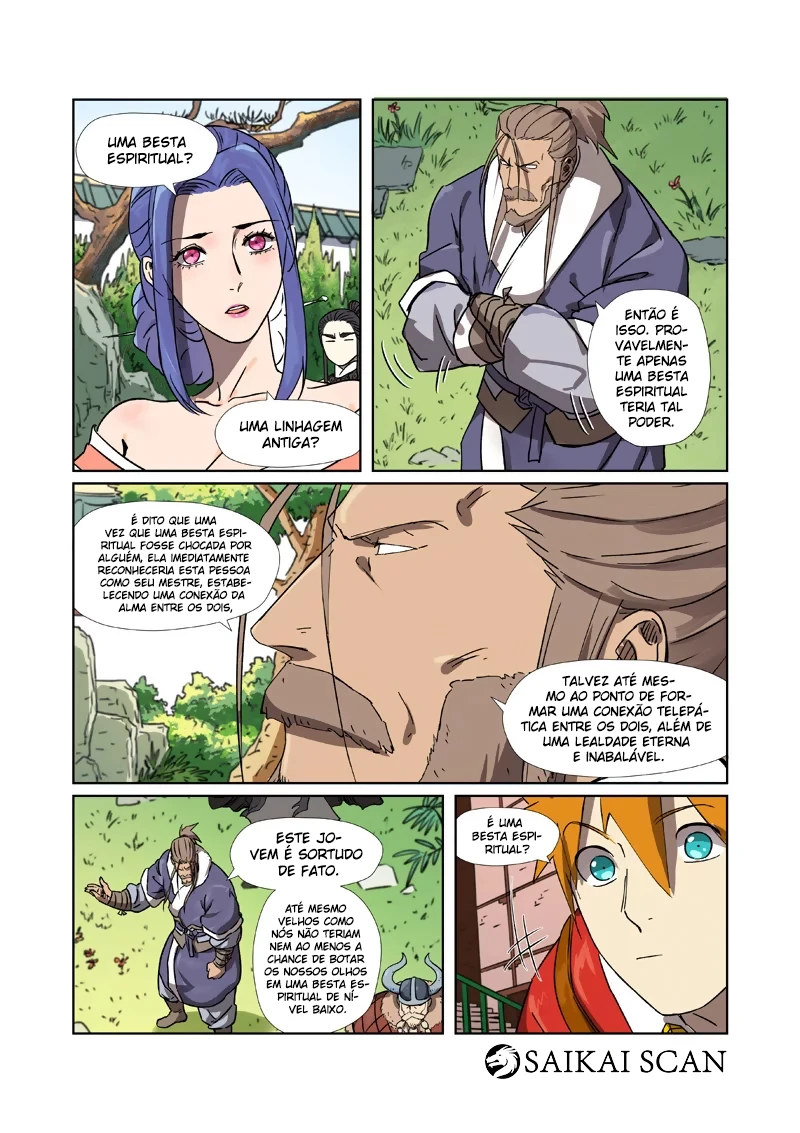 UMA BESTA
ESPIRITUAL?
UMA LINHAGEM
ANTIGA?
ENTÃO É
ISSO. PRO-
VAVELMEN-
TE APENAS
UMA BESTA
ESPIRITUAL
TERIA TAL
PODER.
É DITO QUE UMA
VEZ QUE UMA BESTA ESPI-
RITUAL FOSSE CHOCADA POR
ALGUÉM, ELA IMEDIATAMENTE
RECONHECERIA ESTA PESSOA
COMO SEU MESTRE, ESTABE-
LECENDO UMA CONEXÃO DA
ALMA ENTRE OS DOIS,
TALVEZ ATÉ MES-
MO AO PONTO DE FOR-
MAR UMA CONEXÃO TELEPÁ-
TICA ENTRE OS DOIS, ALÉM DE
UMA LEALDADE ETERNA
E INABALÁVEL.
ESTE JO-
VEM É SORTUDO
DE FATO.
ATÉ MESMO
VELHOS COMO
NÓS NÃO TERIAM
NEM AO MENOS A
CHANCE DE BOTAR
OS NOSSOS OLHOS
EM UMA BESTA ES-
PIRITUAL DE NÍ-
VEL BAIXO.
É UMA
BESTA ESPI-
RITUAL?
SAIKAI SCAN